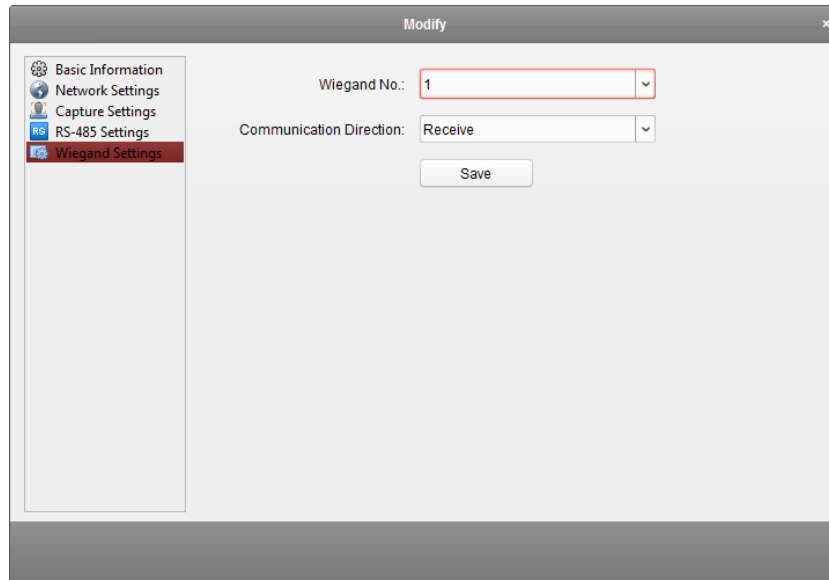 Modify
×
Basic Information
Network Settings
Capture Settings
RS RS-485 Settings
Wiegand Settings
Wiegand No.: 1
Communication Direction: Receive
Save